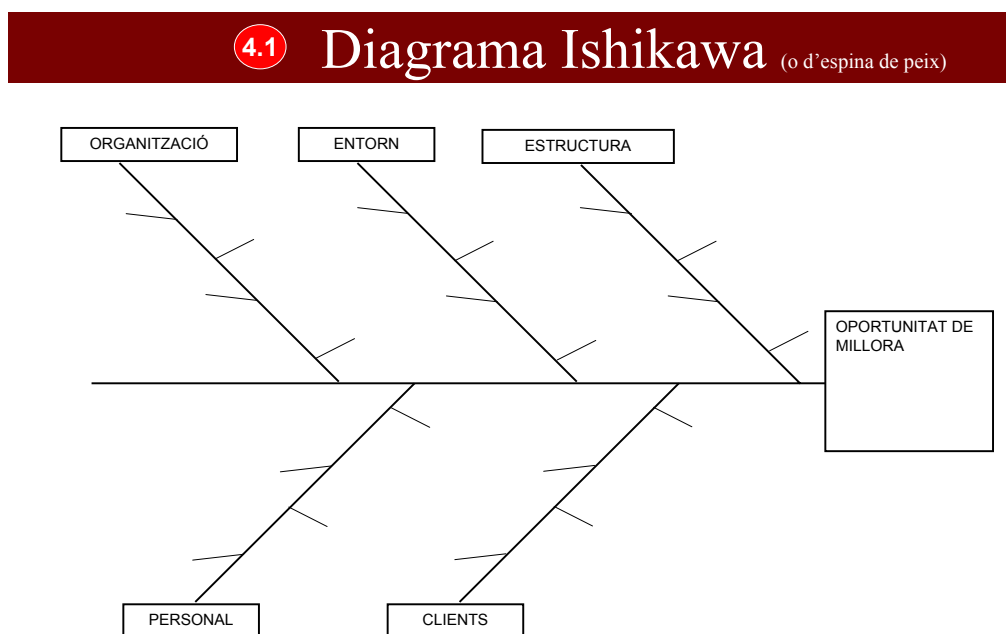 4.1 Diagrama Ishikawa (o d’espina de peix)
ORGANITZACIÓ
ENTORN
ESTRUCTURA
OPORTUNITAT DE
MILLORA
PERSONAL
CLIENTS